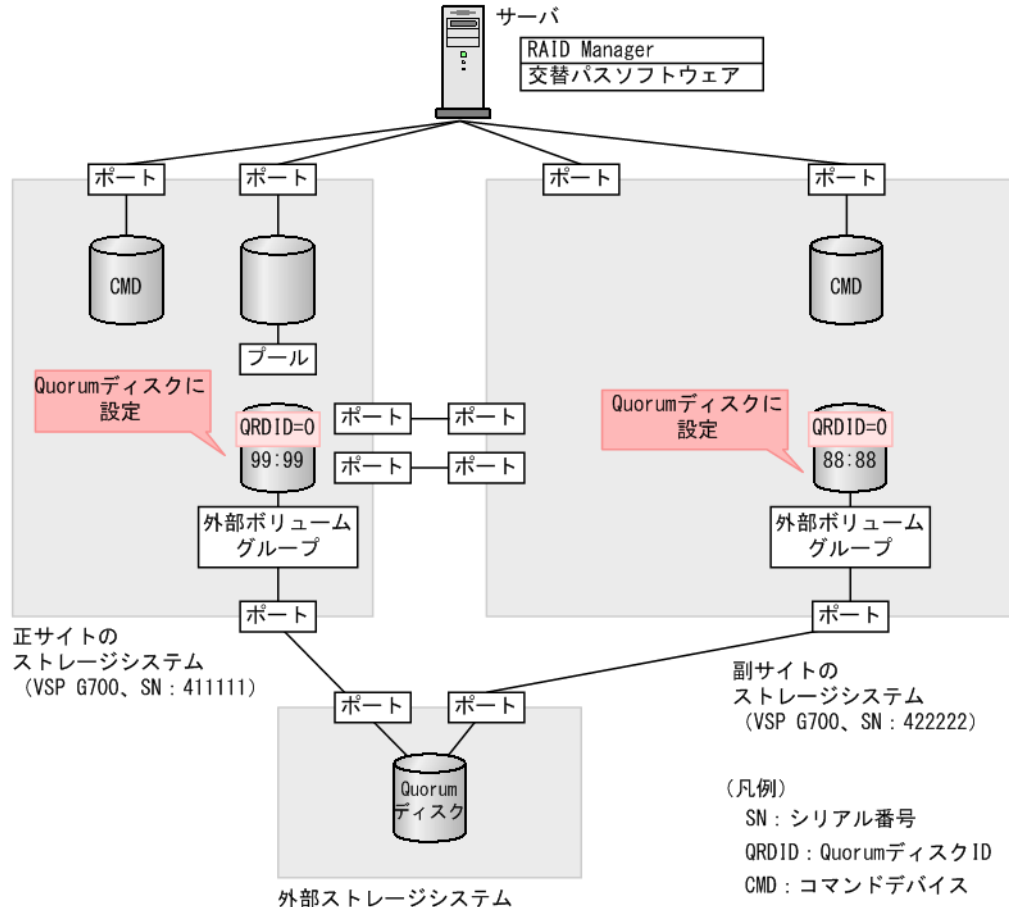 サーバ
RAID Manager
交替パスソフトウェア
ポート
ポート
ポート
ポート
CMD
CMD
プール
Quorumディスクに
設定
QRDID=0
99:99
ポート
ポート
ポート
ポート
Quorumディスクに
設定
QRDID=0
88:88
外部ボリューム
グループ
外部ボリューム
グループ
ポート
ポート
正サイトの
ストレージシステム
(VSP G700、SN:411111)
副サイトの
ストレージシステム
(VSP G700、SN:422222)
ポート
ポート
Quorum
ディスク
外部ストレージシステム
(凡例)
SN:シリアル番号
QRDID:QuorumディスクID
CMD:コマンドデバイス